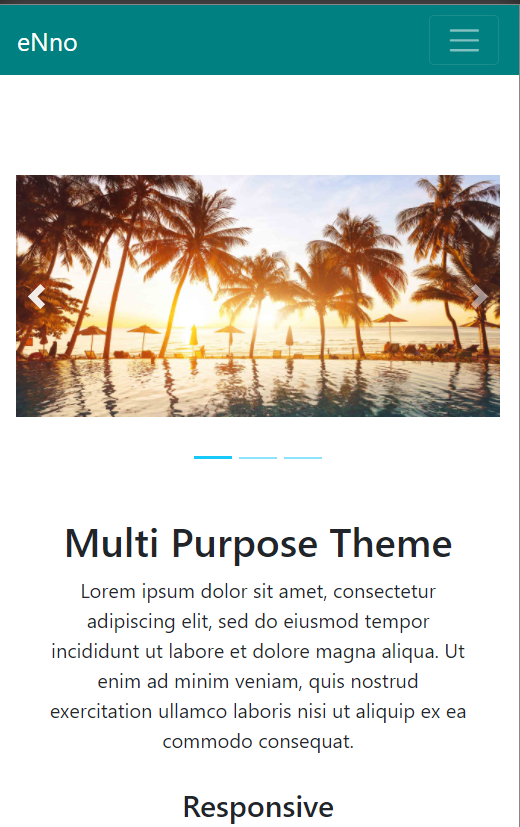 eNno
Multi Purpose Theme
Lorem ipsum dolor sit amet, consectetur
adipiscing elit, sed do eiusmod tempor
incididunt ut labore et dolore magna aliqua. Ut
enim ad minim veniam, quis nostrud
exercitation ullamco laboris nisi ut aliquip ex ea
commodo consequat.
Responsive